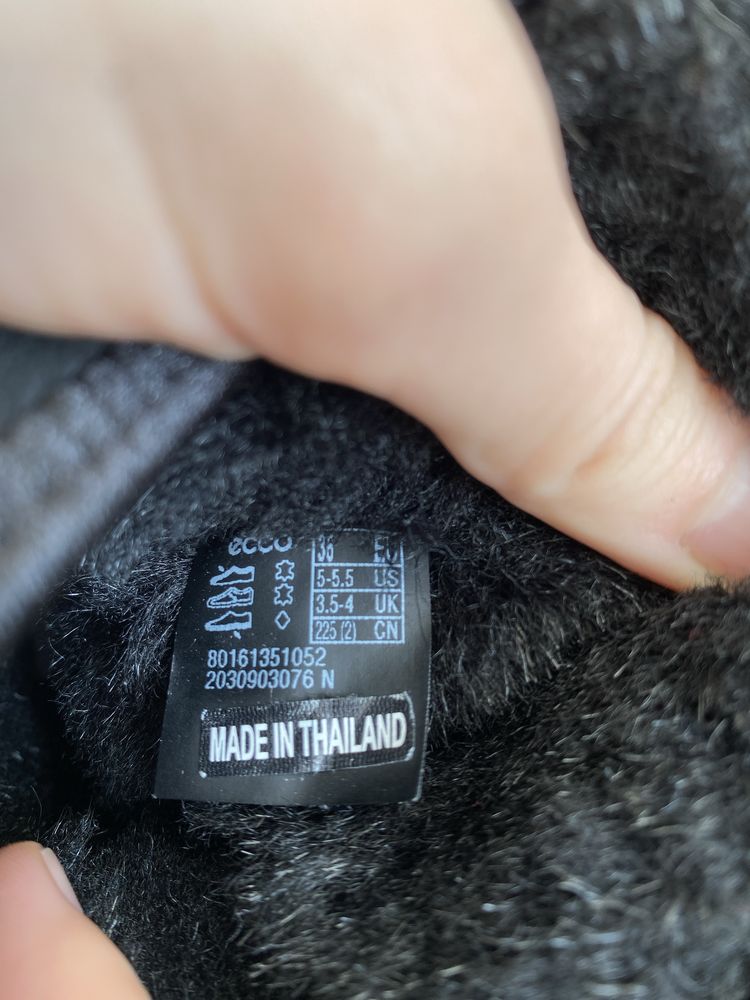 ecco 36 EU
5-5.5 US
3.5-4 UK
225 (2) CN
80161351052
2030903076 N
MADE IN THAILAND